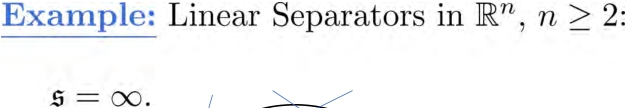 Example: Linear Separators in ℝⁿ, n ≥ 2:
𝔰 = ∞.